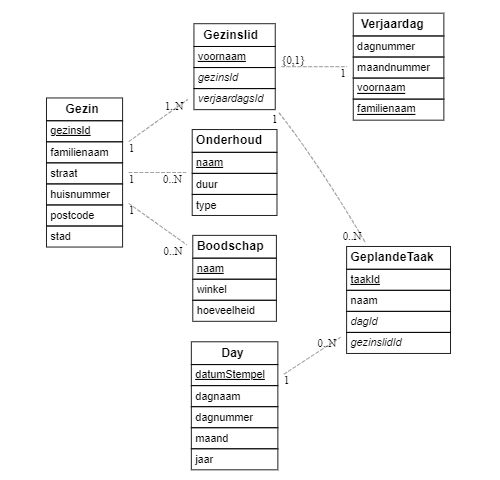 Gezin
gezinsId
familienaam
straat
huisnummer
postcode
stad
1
1..N
1
0..N
1
0..N
Gezinslid
voornaam
gezinsId
verjaardagsId
{0,1}
1
1
0..N
Verjaardag
dagnummer
maandnummer
voornaam
familienaam
Onderhoud
naam
duur
type
Boodschap
naam
winkel
hoeveelheid
GeplandeTaak
taakId
naam
dagId
gezinslidId
0..N
1
Day
datumStempel
dagnaam
dagnummer
maand
jaar